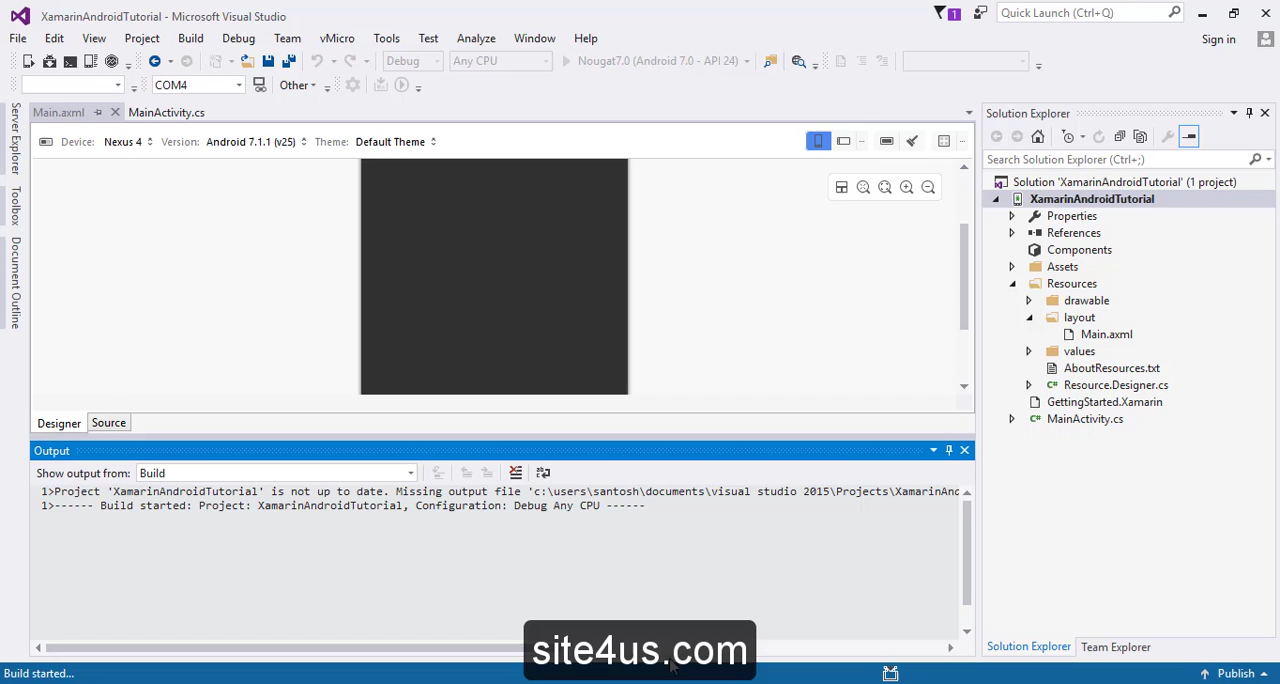 XamarinAndroidTutorial - Microsoft Visual Studio
1
Quick Launch (Ctrl+Q)
File Edit View Project Build Debug Team vMicro Tools Test Analyze Window Help
Sign in
Debug Any CPU Nougat7.0 (Android 7.0 - API 24)
COM4 Other
Main.axml MainActivity.cs
Device: Nexus 4 Version: Android 7.1.1 (v25) Theme: Default Theme
Server Explorer
Toolbox
Document Outline
Designer Source
Output
Show output from: Build
1>Project 'XamarinAndroidTutorial' is not up to date. Missing output file 'c:\users\santosh\documents\visual studio 2015\Projects\XamarinAnd
1>------ Build started: Project: XamarinAndroidTutorial, Configuration: Debug Any CPU ------
Solution Explorer
Search Solution Explorer (Ctrl+;)
Solution 'XamarinAndroidTutorial' (1 project)
XamarinAndroidTutorial
Properties
References
Components
Assets
Resources
drawable
layout
Main.axml
values
AboutResources.txt
Resource.Designer.cs
GettingStarted.Xamarin
MainActivity.cs
Solution Explorer Team Explorer
site4us.com
Build started...
Publish